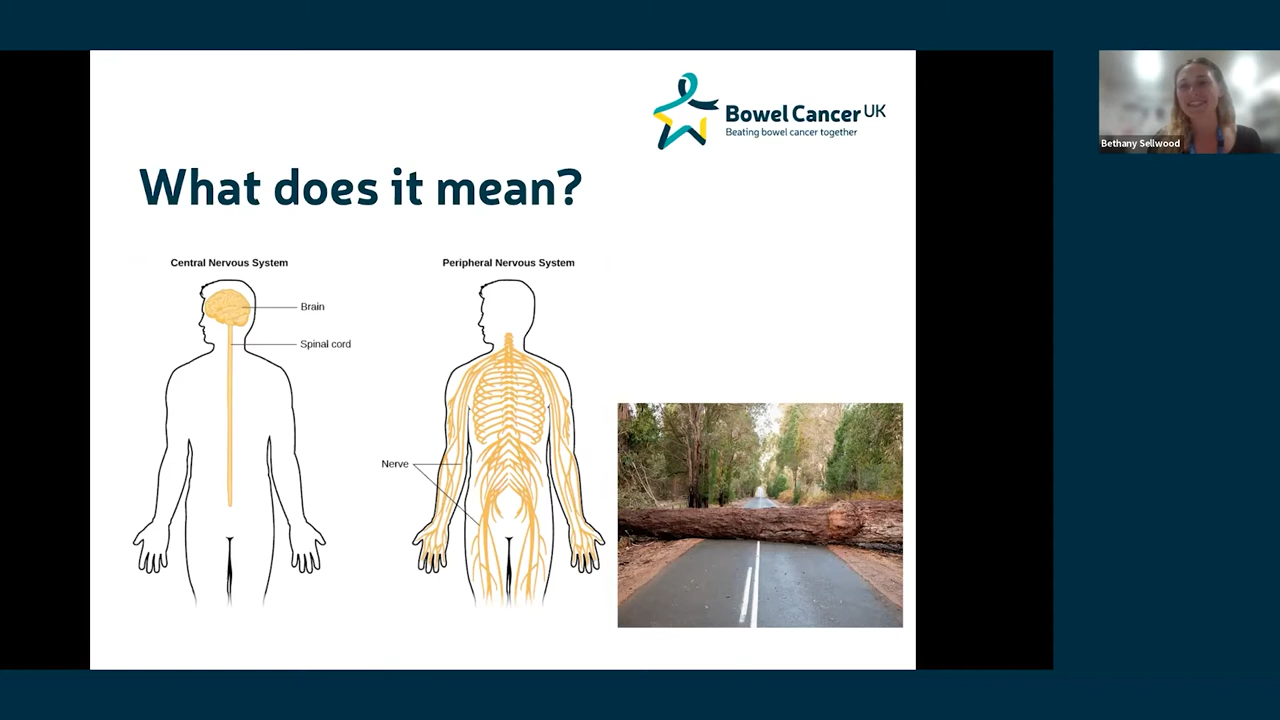 Bowel Cancer UK
Beating bowel cancer together
Bethany Sellwood
What does it mean?
Central Nervous System
Peripheral Nervous System
Brain
Spinal cord
Nerve